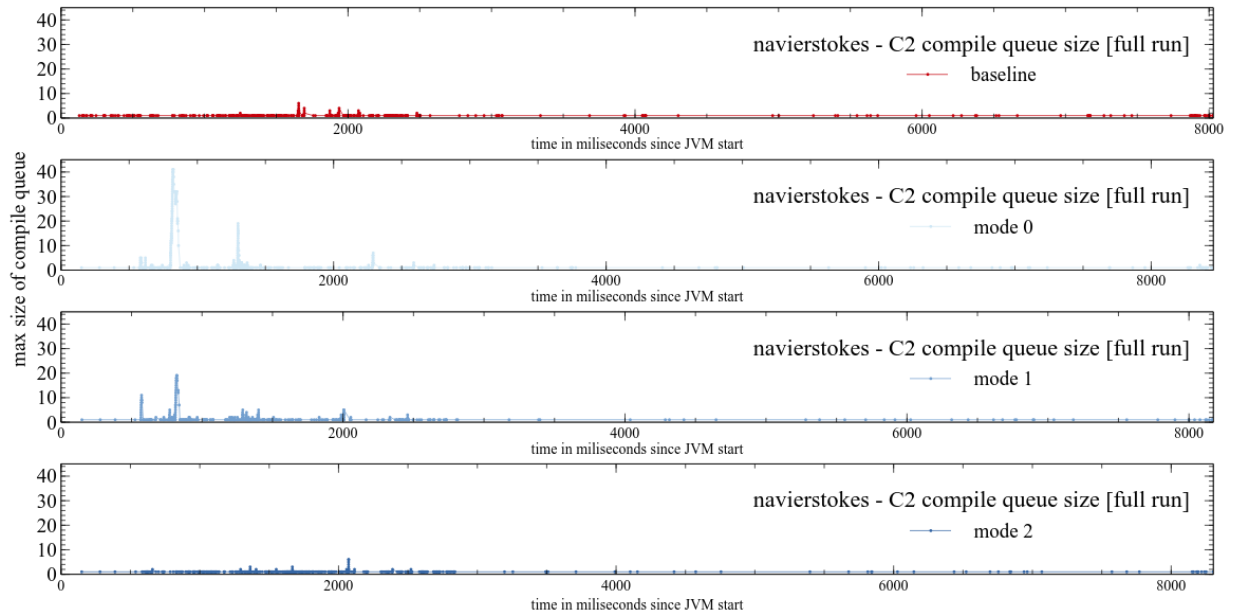 max size of compile queue
40
30
20
10
0
navierstokes - C2 compile queue size [full run]
baseline
0 2000 4000 6000 8000
time in miliseconds since JVM start
40
30
20
10
0
navierstokes - C2 compile queue size [full run]
mode 0
0 2000 4000 6000 8000
time in miliseconds since JVM start
40
30
20
10
0
navierstokes - C2 compile queue size [full run]
mode 1
0 2000 4000 6000 8000
time in miliseconds since JVM start
40
30
20
10
0
navierstokes - C2 compile queue size [full run]
mode 2
0 2000 4000 6000 8000
time in miliseconds since JVM start